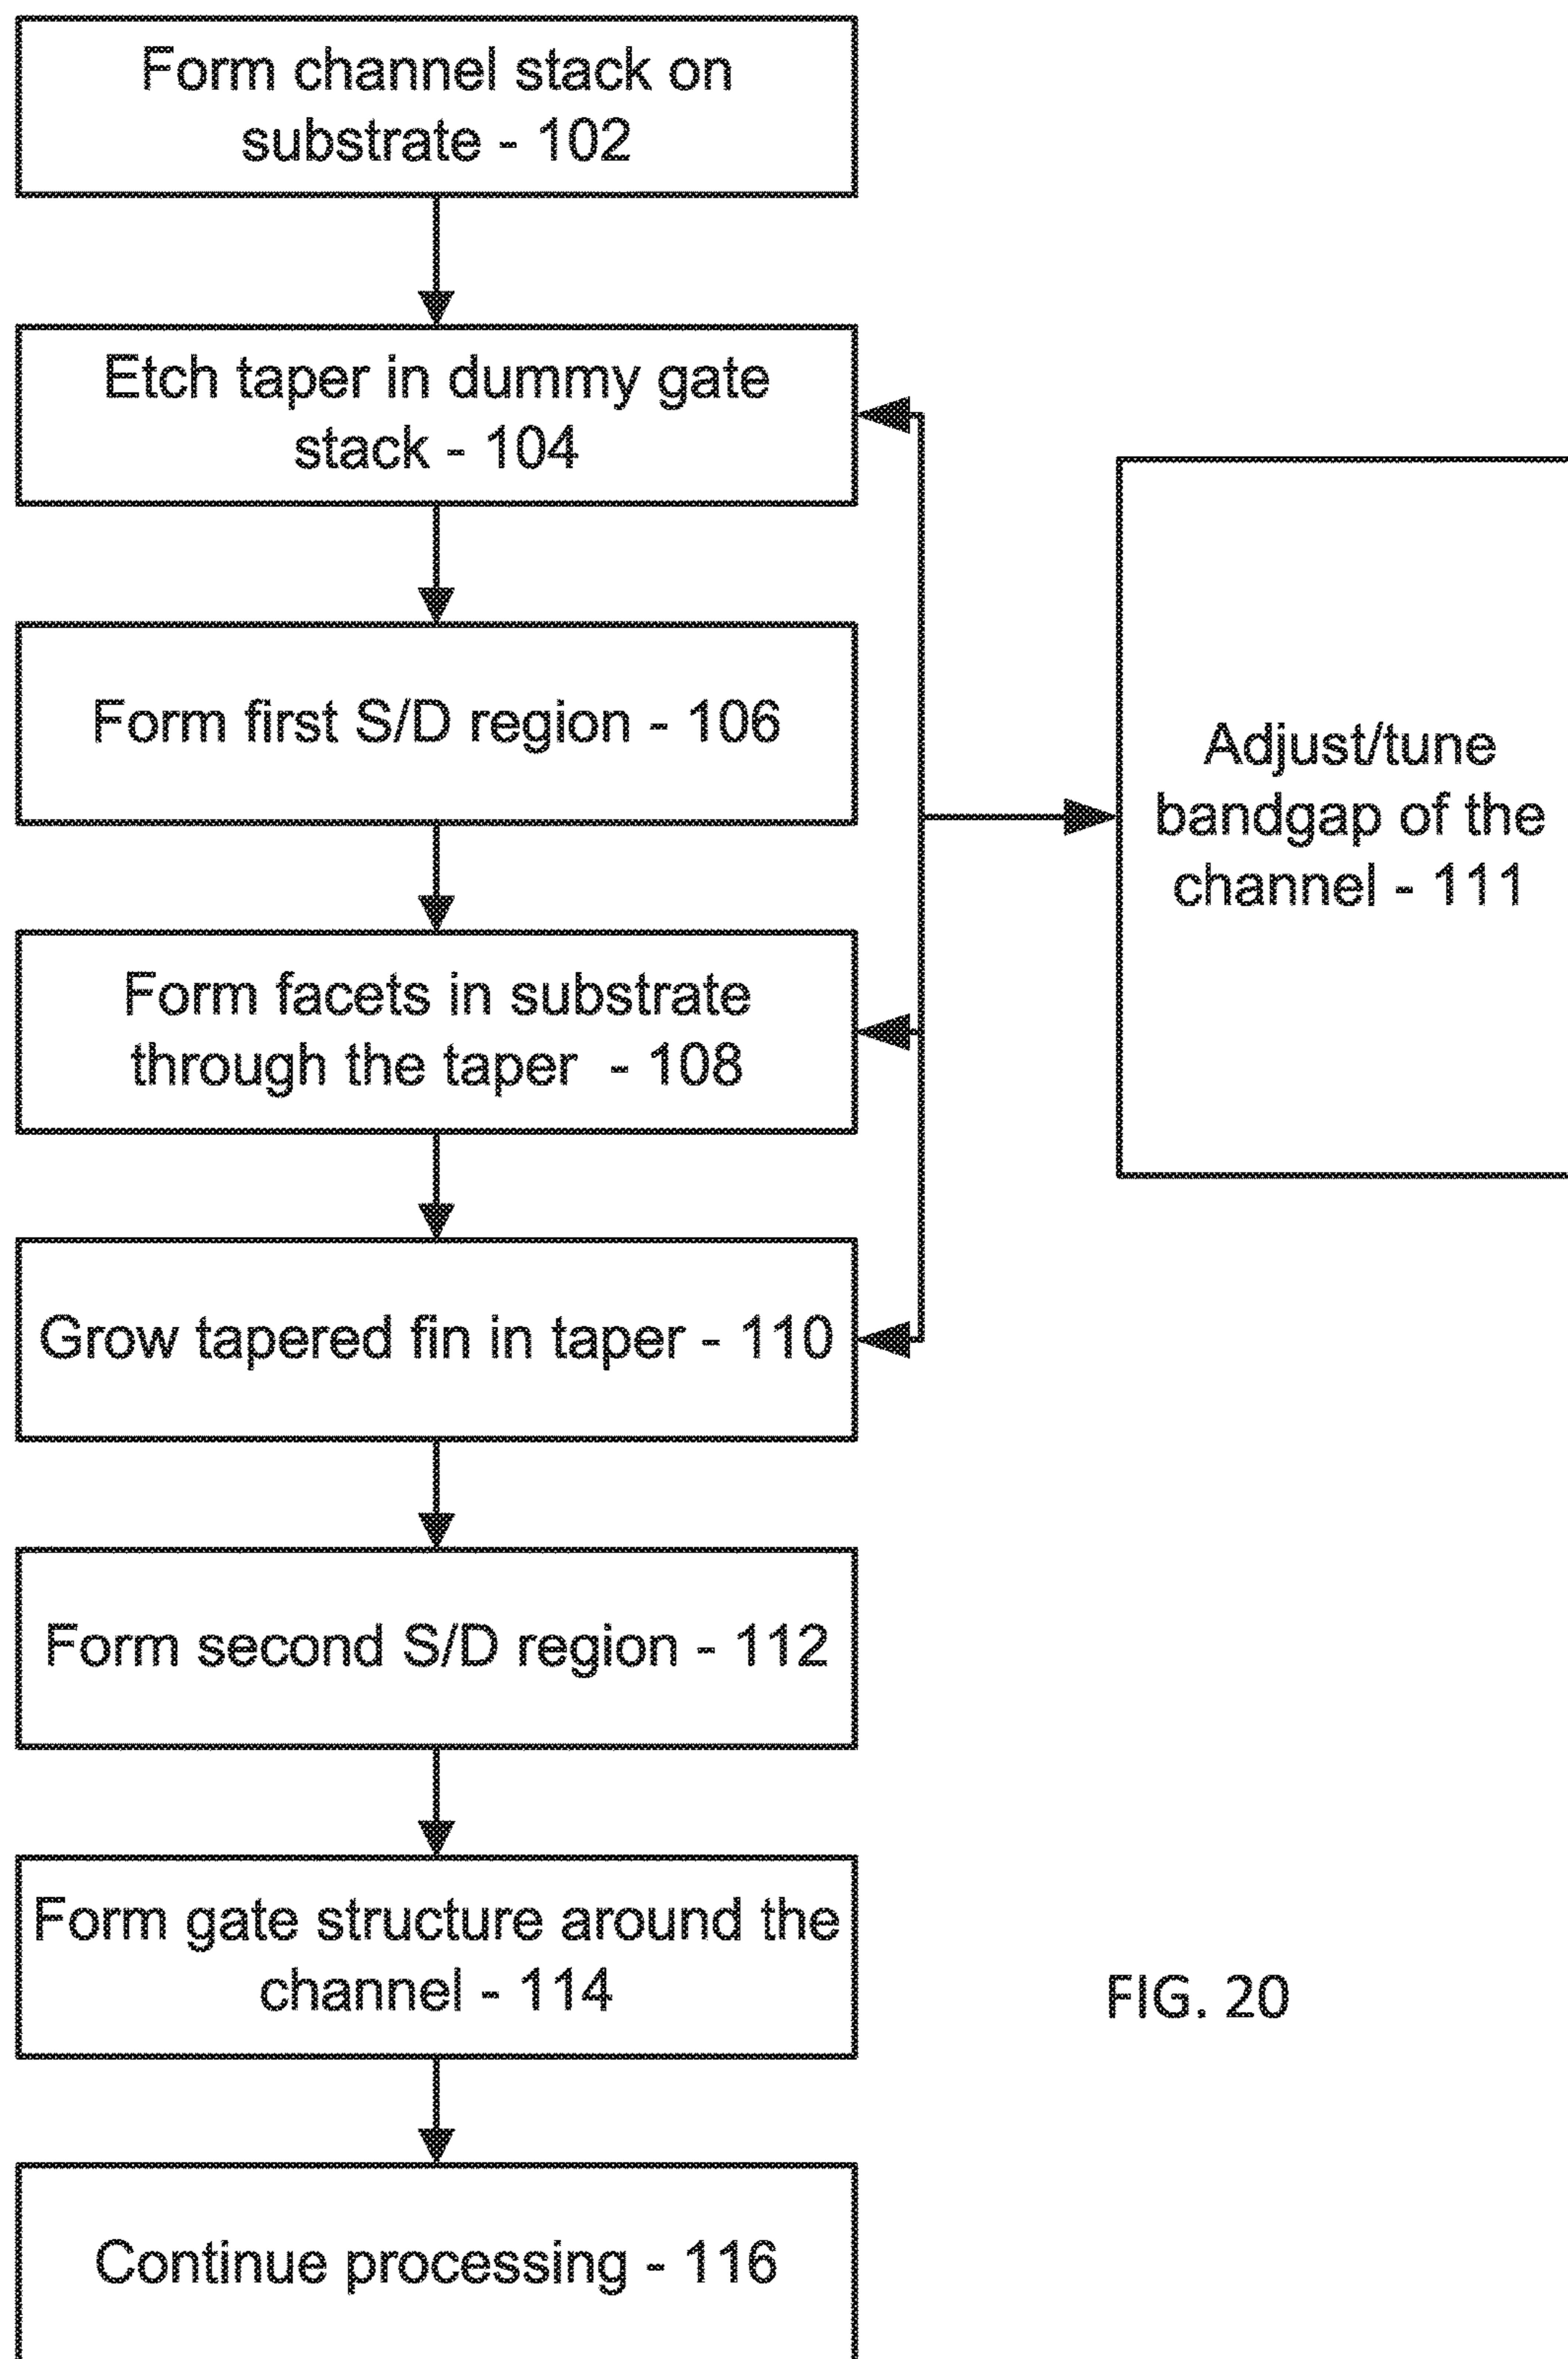 Form channel stack on
substrate - 102
Etch taper in dummy gate
stack - 104
Form first S/D region - 106
Form facets in substrate
through the taper - 108
Grow tapered fin in taper - 110
Adjust/tune
bandgap of the
channel - 111
Form second S/D region - 112
Form gate structure around the
channel - 114
Continue processing - 116
FIG. 20